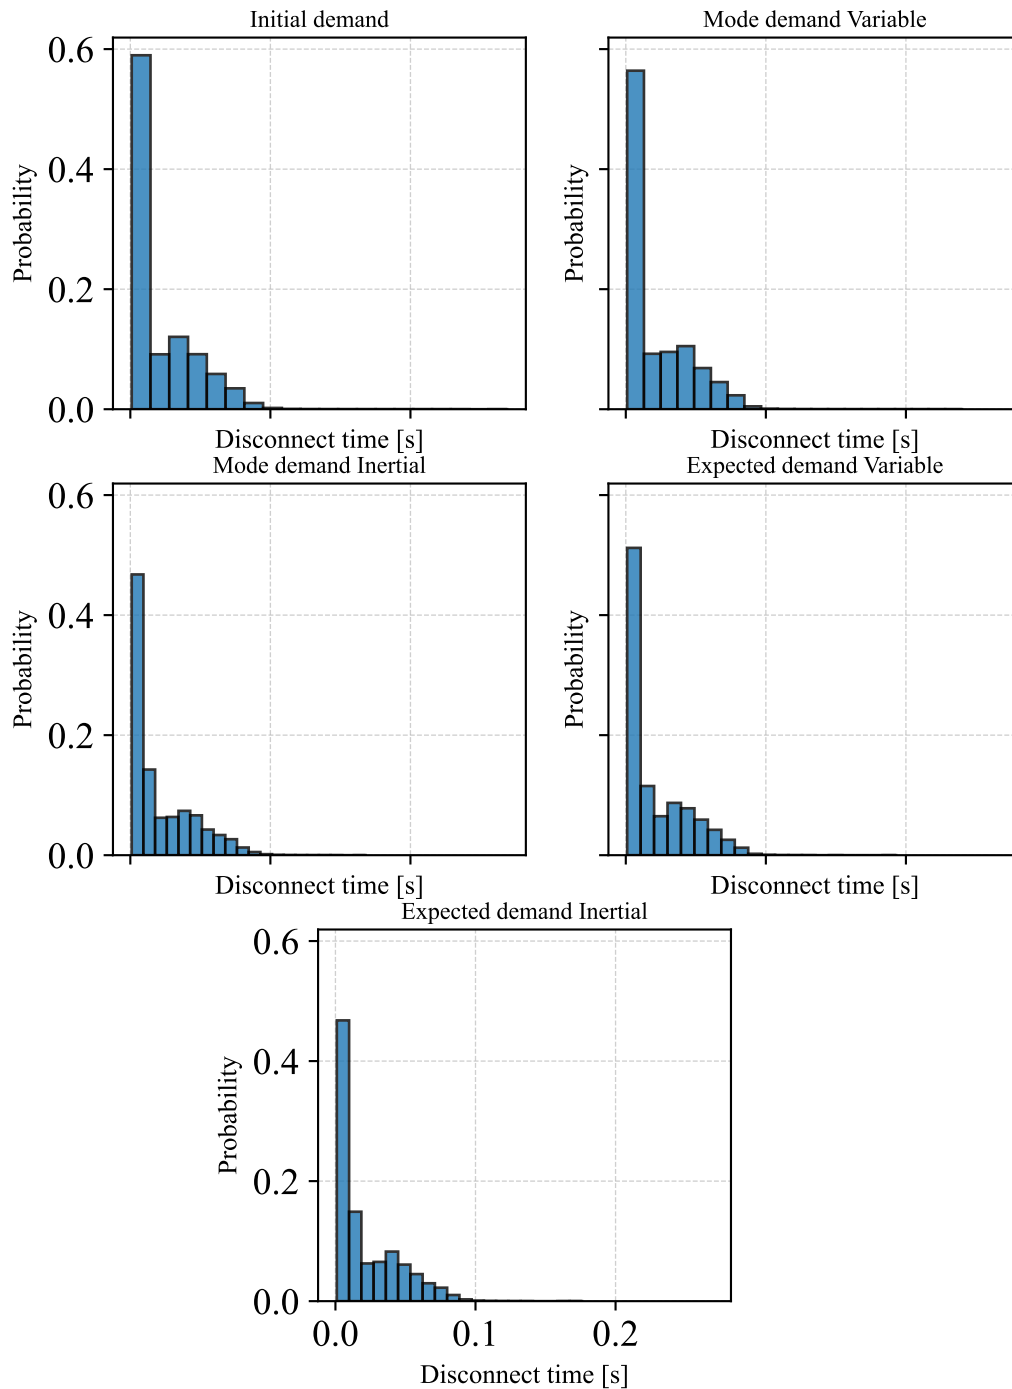 Initial demand
Mode demand Variable
0.6
0.4
0.2
0.0
Probability
Probability
Disconnect time [s]
Disconnect time [s]
Mode demand Inertial
Expected demand Variable
0.6
0.4
0.2
0.0
Probability
Probability
Disconnect time [s]
Disconnect time [s]
Expected demand Inertial
0.6
0.4
0.2
0.0
Probability
0.0 0.1 0.2
Disconnect time [s]